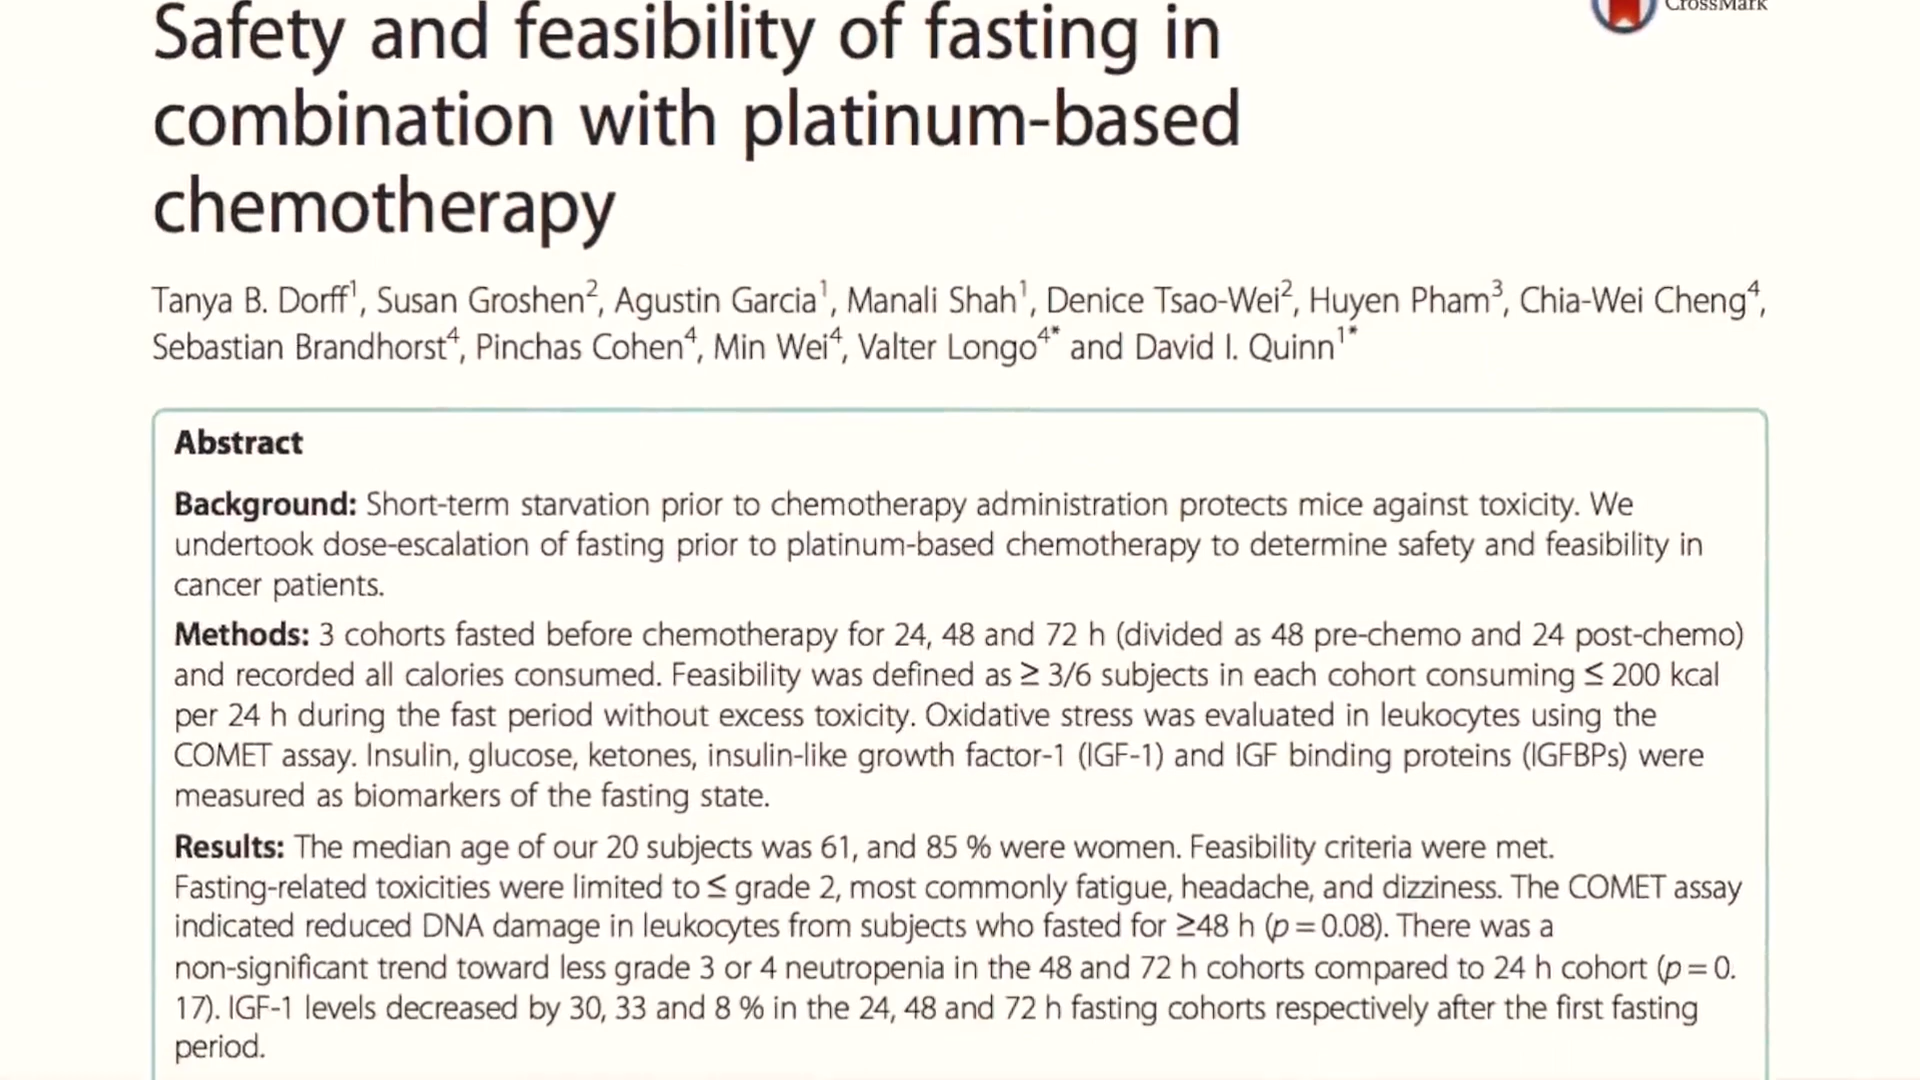 CrossMark
Safety and feasibility of fasting in
combination with platinum-based
chemotherapy
Tanya B. Dorff1, Susan Groshen2, Agustin Garcia1, Manali Shah1, Denice Tsao-Wei2, Huyen Pham3, Chia-Wei Cheng4,
Sebastian Brandhorst4, Pinchas Cohen4, Min Wei4, Valter Longo4* and David I. Quinn1*
Abstract
Background: Short-term starvation prior to chemotherapy administration protects mice against toxicity. We
undertook dose-escalation of fasting prior to platinum-based chemotherapy to determine safety and feasibility in
cancer patients.
Methods: 3 cohorts fasted before chemotherapy for 24, 48 and 72 h (divided as 48 pre-chemo and 24 post-chemo)
and recorded all calories consumed. Feasibility was defined as ≥ 3/6 subjects in each cohort consuming ≤ 200 kcal
per 24 h during the fast period without excess toxicity. Oxidative stress was evaluated in leukocytes using the
COMET assay. Insulin, glucose, ketones, insulin-like growth factor-1 (IGF-1) and IGF binding proteins (IGFBPs) were
measured as biomarkers of the fasting state.
Results: The median age of our 20 subjects was 61, and 85 % were women. Feasibility criteria were met.
Fasting-related toxicities were limited to ≤ grade 2, most commonly fatigue, headache, and dizziness. The COMET assay
indicated reduced DNA damage in leukocytes from subjects who fasted for ≥48 h (p = 0.08). There was a
non-significant trend toward less grade 3 or 4 neutropenia in the 48 and 72 h cohorts compared to 24 h cohort (p = 0.
17). IGF-1 levels decreased by 30, 33 and 8 % in the 24, 48 and 72 h fasting cohorts respectively after the first fasting
period.